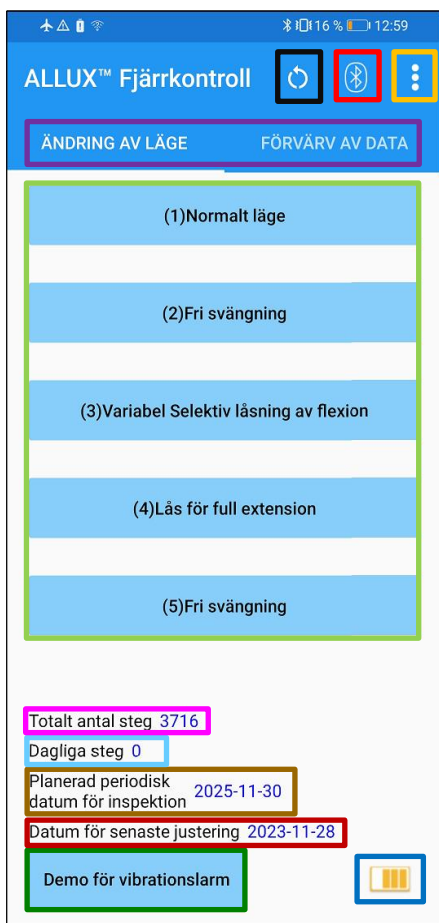 16 % 12:59
ALLUX™ Fjärrkontroll
ÄNDRING AV LÄGE FÖRVÄRV AV DATA
(1)Normalt läge
(2)Fri svängning
(3)Variabel Selektiv låsning av flexion
(4)Lås för full extension
(5)Fri svängning
Totalt antal steg 3716
Dagliga steg 0
Planerad periodisk
datum för inspektion 2025-11-30
Datum för senaste justering 2023-11-28
Demo för vibrationslarm